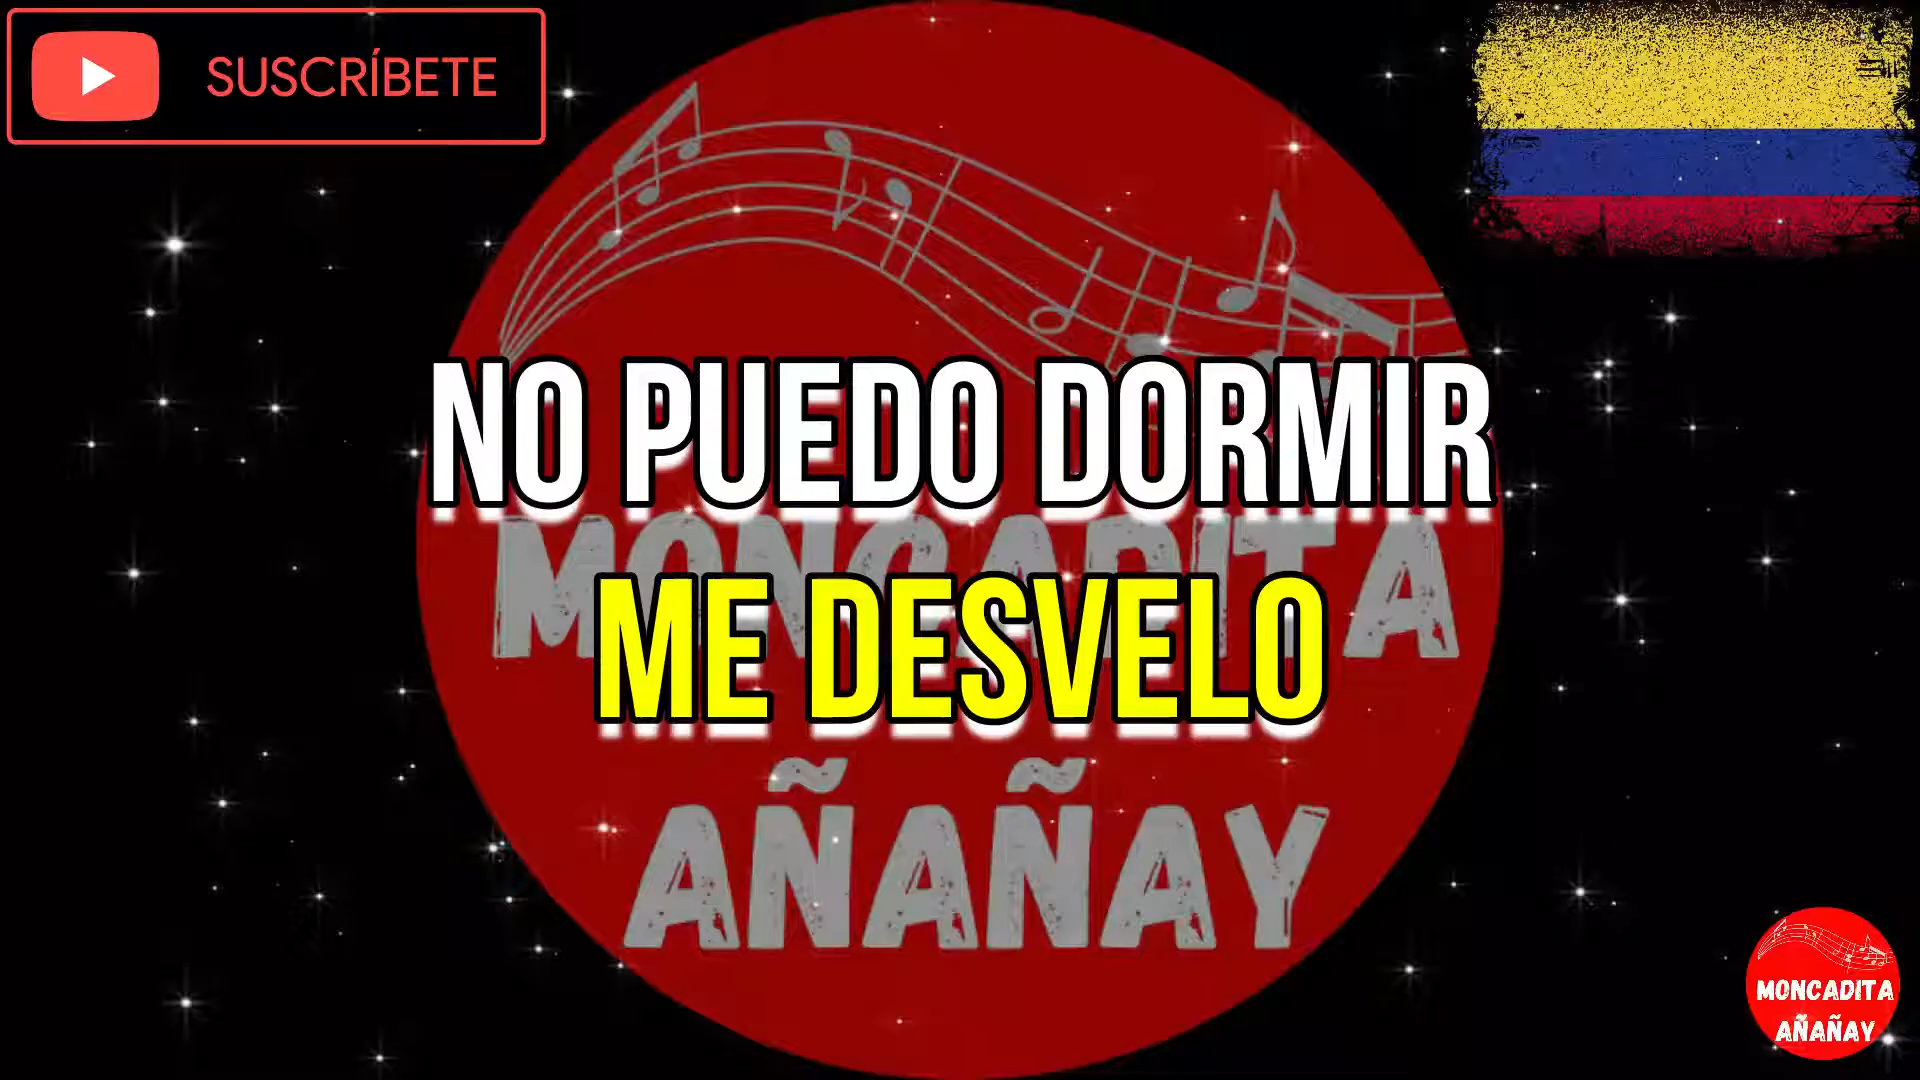 SUSCRÍBETE
NO PUEDO DORMIR
MONCADITA
ME DESVELO
AÑAÑAY
MONCADITA
AÑAÑAY